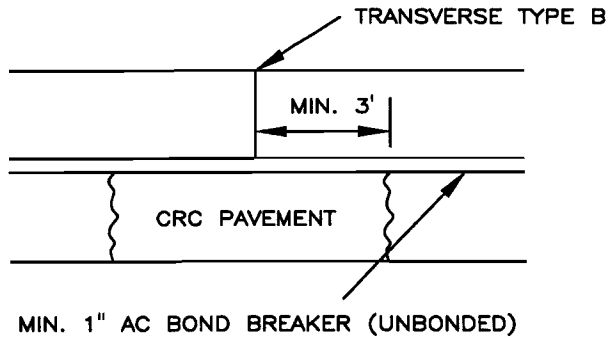 TRANSVERSE TYPE B
MIN. 3'
CRC PAVEMENT
MIN. 1" AC BOND BREAKER (UNBONDED)